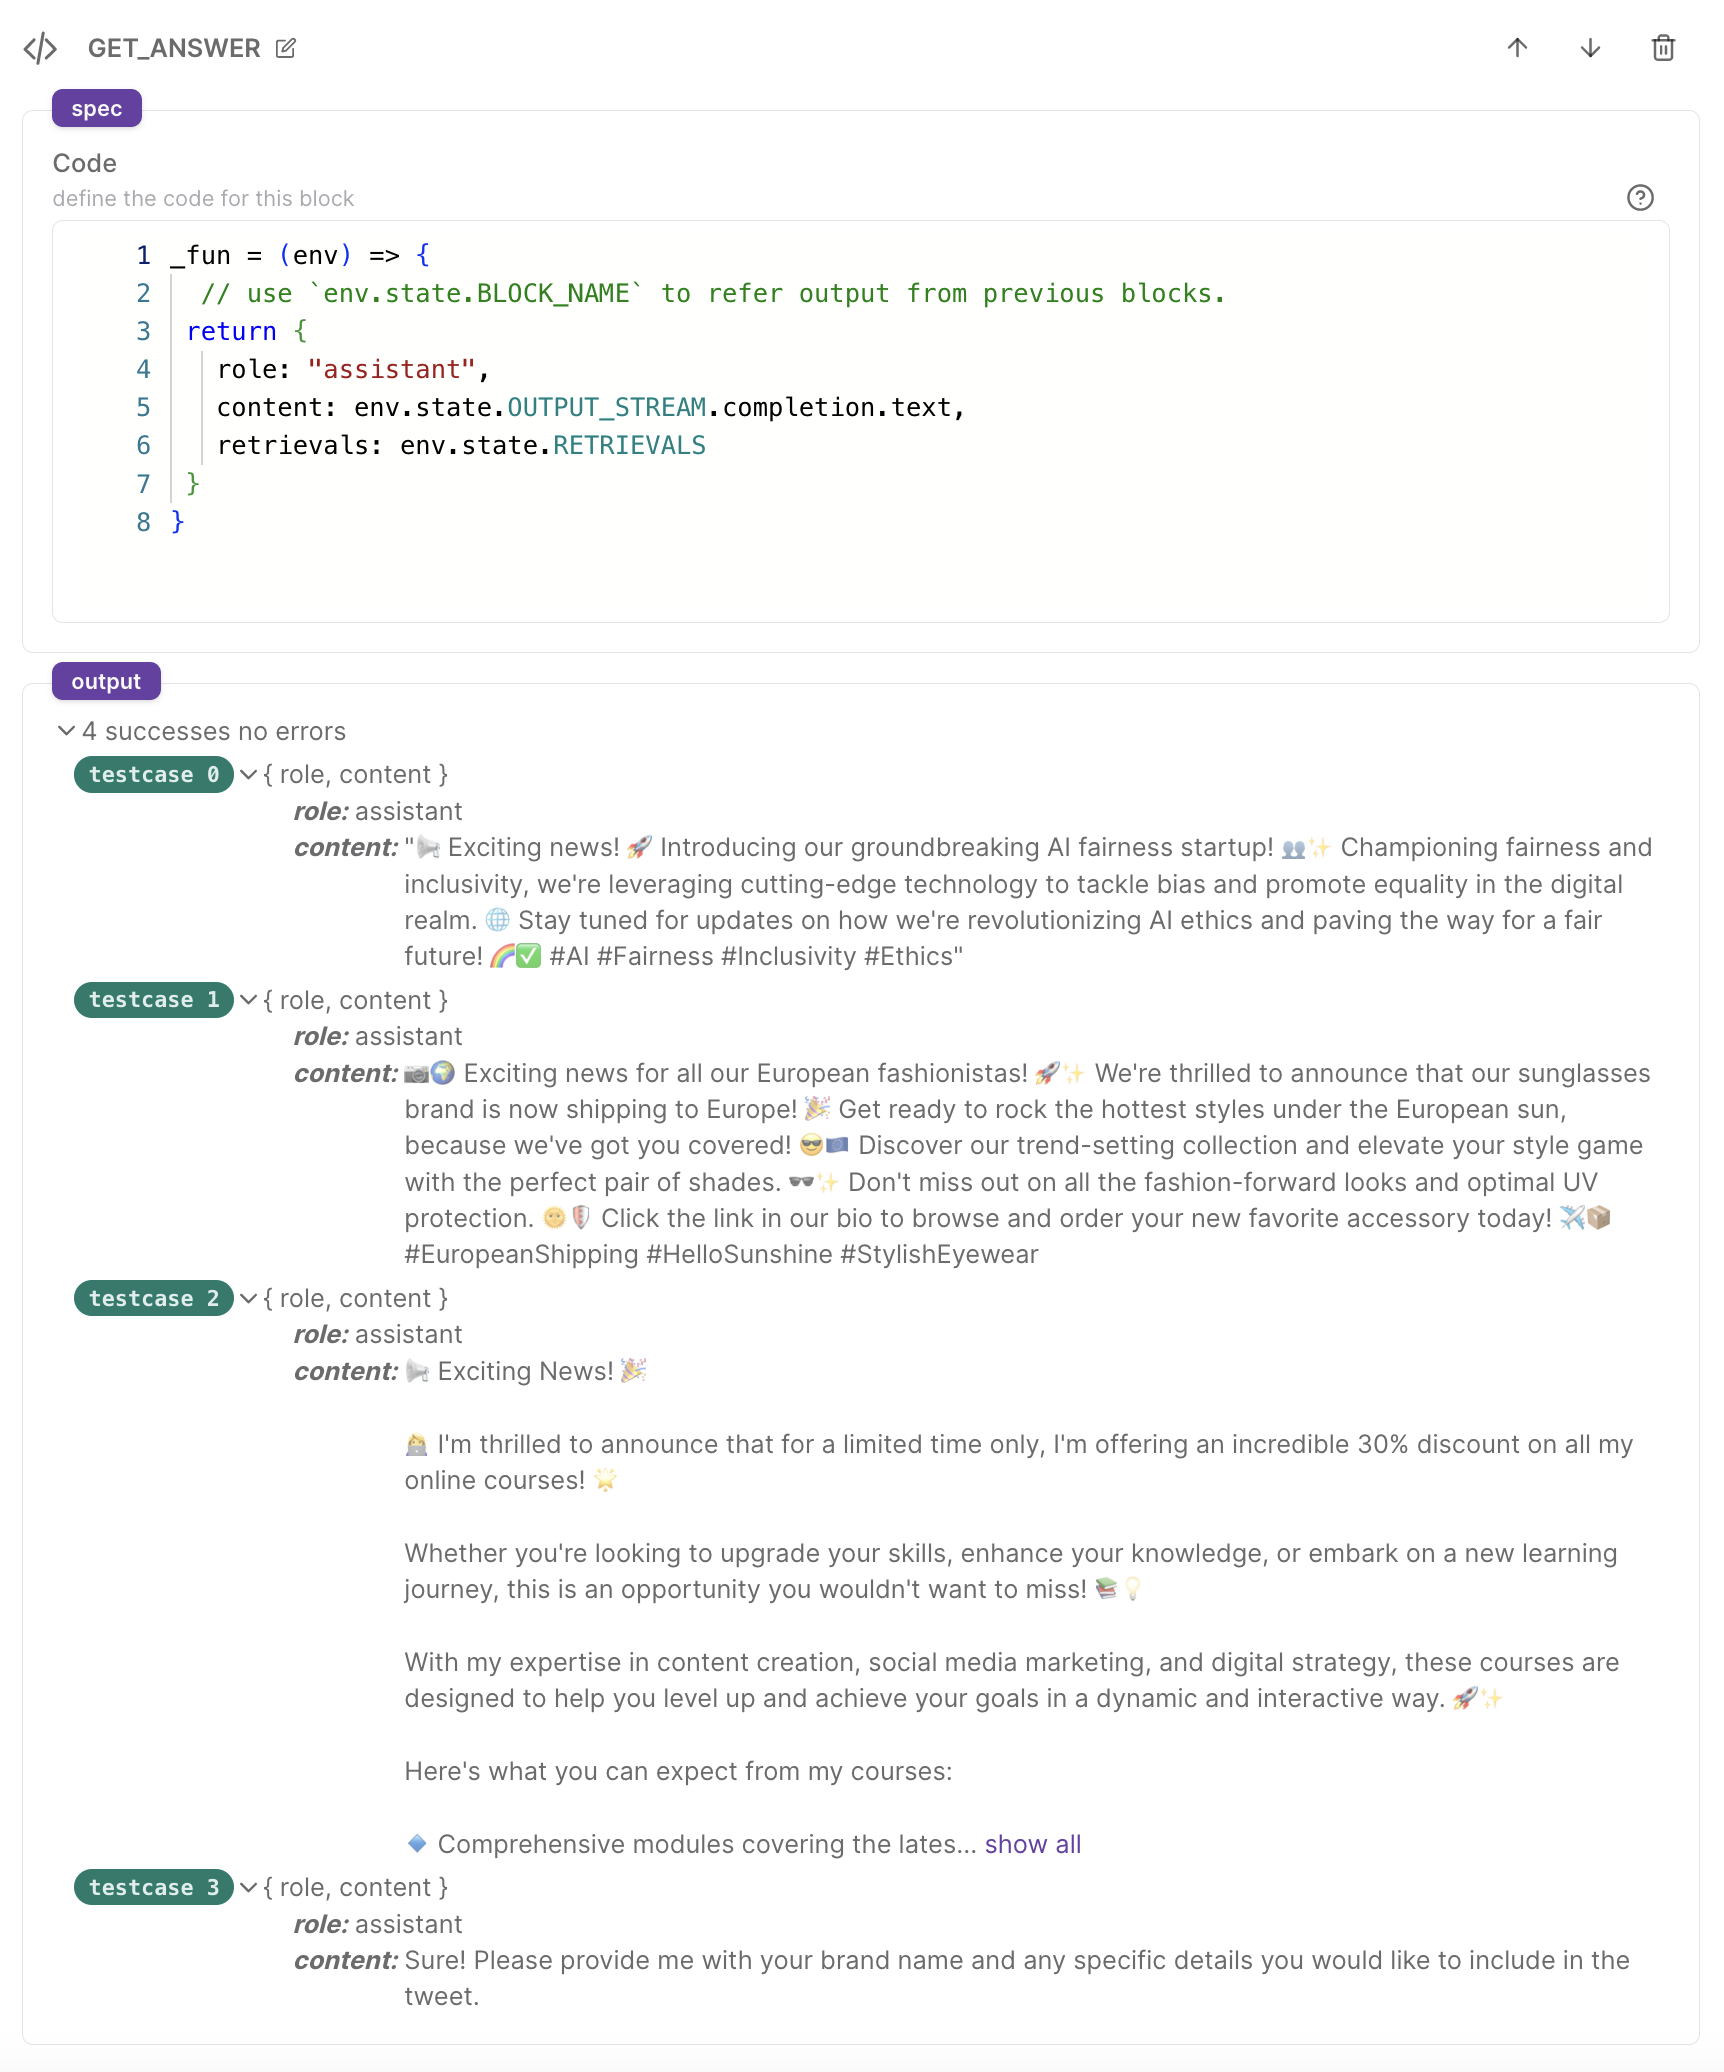 GET_ANSWER
spec
Code
define the code for this block
1 _fun = (env) => {
2 // use `env.state.BLOCK_NAME` to refer output from previous blocks.
3 return {
4 role: "assistant",
5 content: env.state.OUTPUT_STREAM.completion.text,
6 retrievals: env.state.RETRIEVALS
7 }
8 }
output
4 successes no errors
testcase 0 { role, content }
role: assistant
content: "📢 Exciting news! 🚀 Introducing our groundbreaking AI fairness startup! 👥✨ Championing fairness and
inclusivity, we're leveraging cutting-edge technology to tackle bias and promote equality in the digital
realm. 🌐 Stay tuned for updates on how we're revolutionizing AI ethics and paving the way for a fair
future! 🌈✅ #AI #Fairness #Inclusivity #Ethics"
testcase 1 { role, content }
role: assistant
content: 📷🌍 Exciting news for all our European fashionistas! 🚀✨ We're thrilled to announce that our sunglasses
brand is now shipping to Europe! 🎉 Get ready to rock the hottest styles under the European sun,
because we've got you covered! 😎🇪🇺 Discover our trend-setting collection and elevate your style game
with the perfect pair of shades. 🕶️✨ Don't miss out on all the fashion-forward looks and optimal UV
protection. 🌞🛡️ Click the link in our bio to browse and order your new favorite accessory today! ✈️📦
#EuropeanShipping #HelloSunshine #StylishEyewear
testcase 2 { role, content }
role: assistant
content: 📢 Exciting News! 🎉
👩‍💻 I'm thrilled to announce that for a limited time only, I'm offering an incredible 30% discount on all my
online courses! 🌟
Whether you're looking to upgrade your skills, enhance your knowledge, or embark on a new learning
journey, this is an opportunity you wouldn't want to miss! 📚💡
With my expertise in content creation, social media marketing, and digital strategy, these courses are
designed to help you level up and achieve your goals in a dynamic and interactive way. 🚀✨
Here's what you can expect from my courses:
🔹 Comprehensive modules covering the lates... show all
testcase 3 { role, content }
role: assistant
content: Sure! Please provide me with your brand name and any specific details you would like to include in the
tweet.